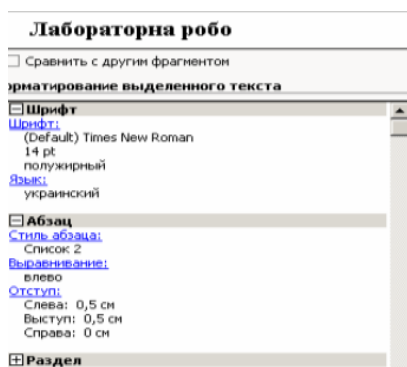 Лабораторна робо
Сравнить с другим фрагментом
орматирование выделенного текста
Шрифт
Шрифт:
(Default) Times New Roman
14 pt
полужирный
Язык:
украинский
Абзац
Стиль абзаца:
Список 2
Выравнивание:
влево
Отступ:
Слева: 0,5 см
Выступ: 0,5 см
Справа: 0 см
Раздел